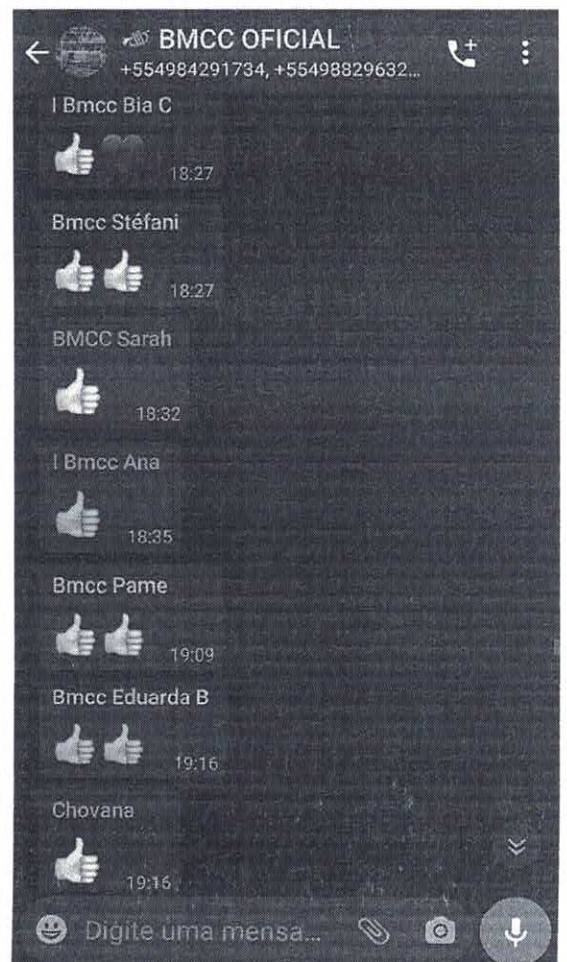 BMCC OFICIAL
+554984291734, +55498829632...
I Bmcc Bia C
18:27
Bmcc Stéfani
18:27
BMCC Sarah
18:32
I Bmcc Ana
18:35
Bmcc Pame
19:09
Bmcc Eduarda B
19:16
Chovana
19:16
Digite uma mensa...